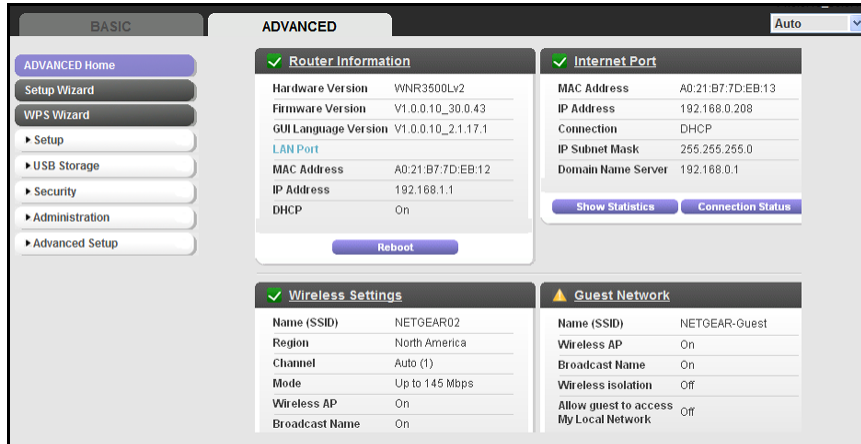 BASIC
ADVANCED
Auto
ADVANCED Home
Setup Wizard
WPS Wizard
Setup
USB Storage
Security
Administration
Advanced Setup
Router Information
Hardware Version WNR3500Lv2
Firmware Version V1.0.0.10_30.0.43
GUI Language Version V1.0.0.10_2.1.17.1
LAN Port
MAC Address A0:21:B7:7D:EB:12
IP Address 192.168.1.1
DHCP On
Reboot
Internet Port
MAC Address A0:21:B7:7D:EB:13
IP Address 192.168.0.208
Connection DHCP
IP Subnet Mask 255.255.255.0
Domain Name Server 192.168.0.1
Show Statistics
Connection Status
Wireless Settings
Name (SSID) NETGEAR02
Region North America
Channel Auto (1)
Mode Up to 145 Mbps
Wireless AP On
Broadcast Name On
Guest Network
Name (SSID) NETGEAR-Guest
Wireless AP On
Broadcast Name On
Wireless isolation Off
Allow guest to access
My Local Network Off